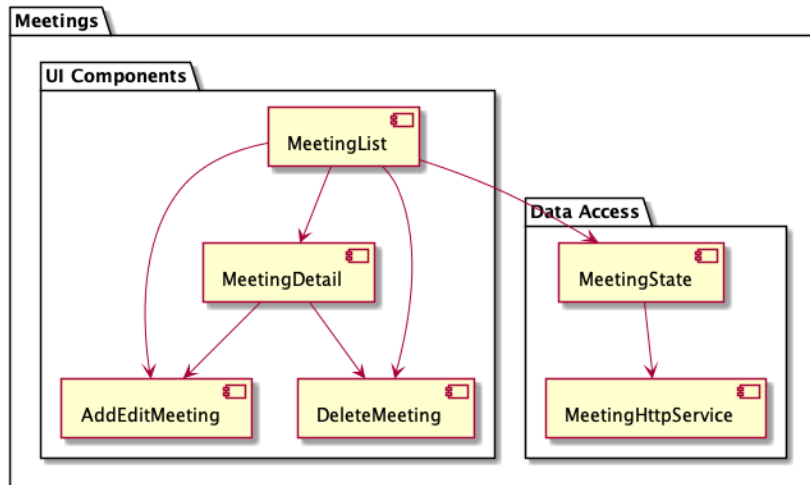 Meetings
UI Components
MeetingList
Data Access
MeetingDetail
MeetingState
AddEditMeeting
DeleteMeeting
MeetingHttpService